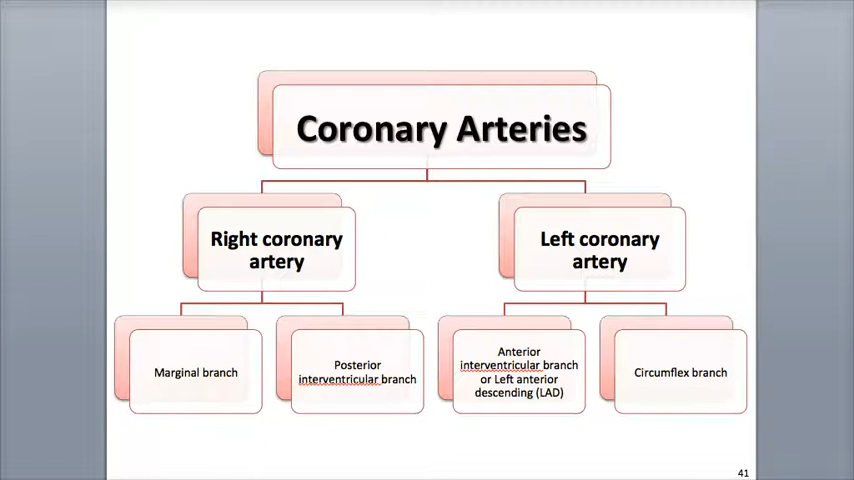 Coronary Arteries
Right coronary
artery
Left coronary
artery
Marginal branch
Posterior
interventricular branch
Anterior
interventricular branch
or Left anterior
descending (LAD)
Circumflex branch
41